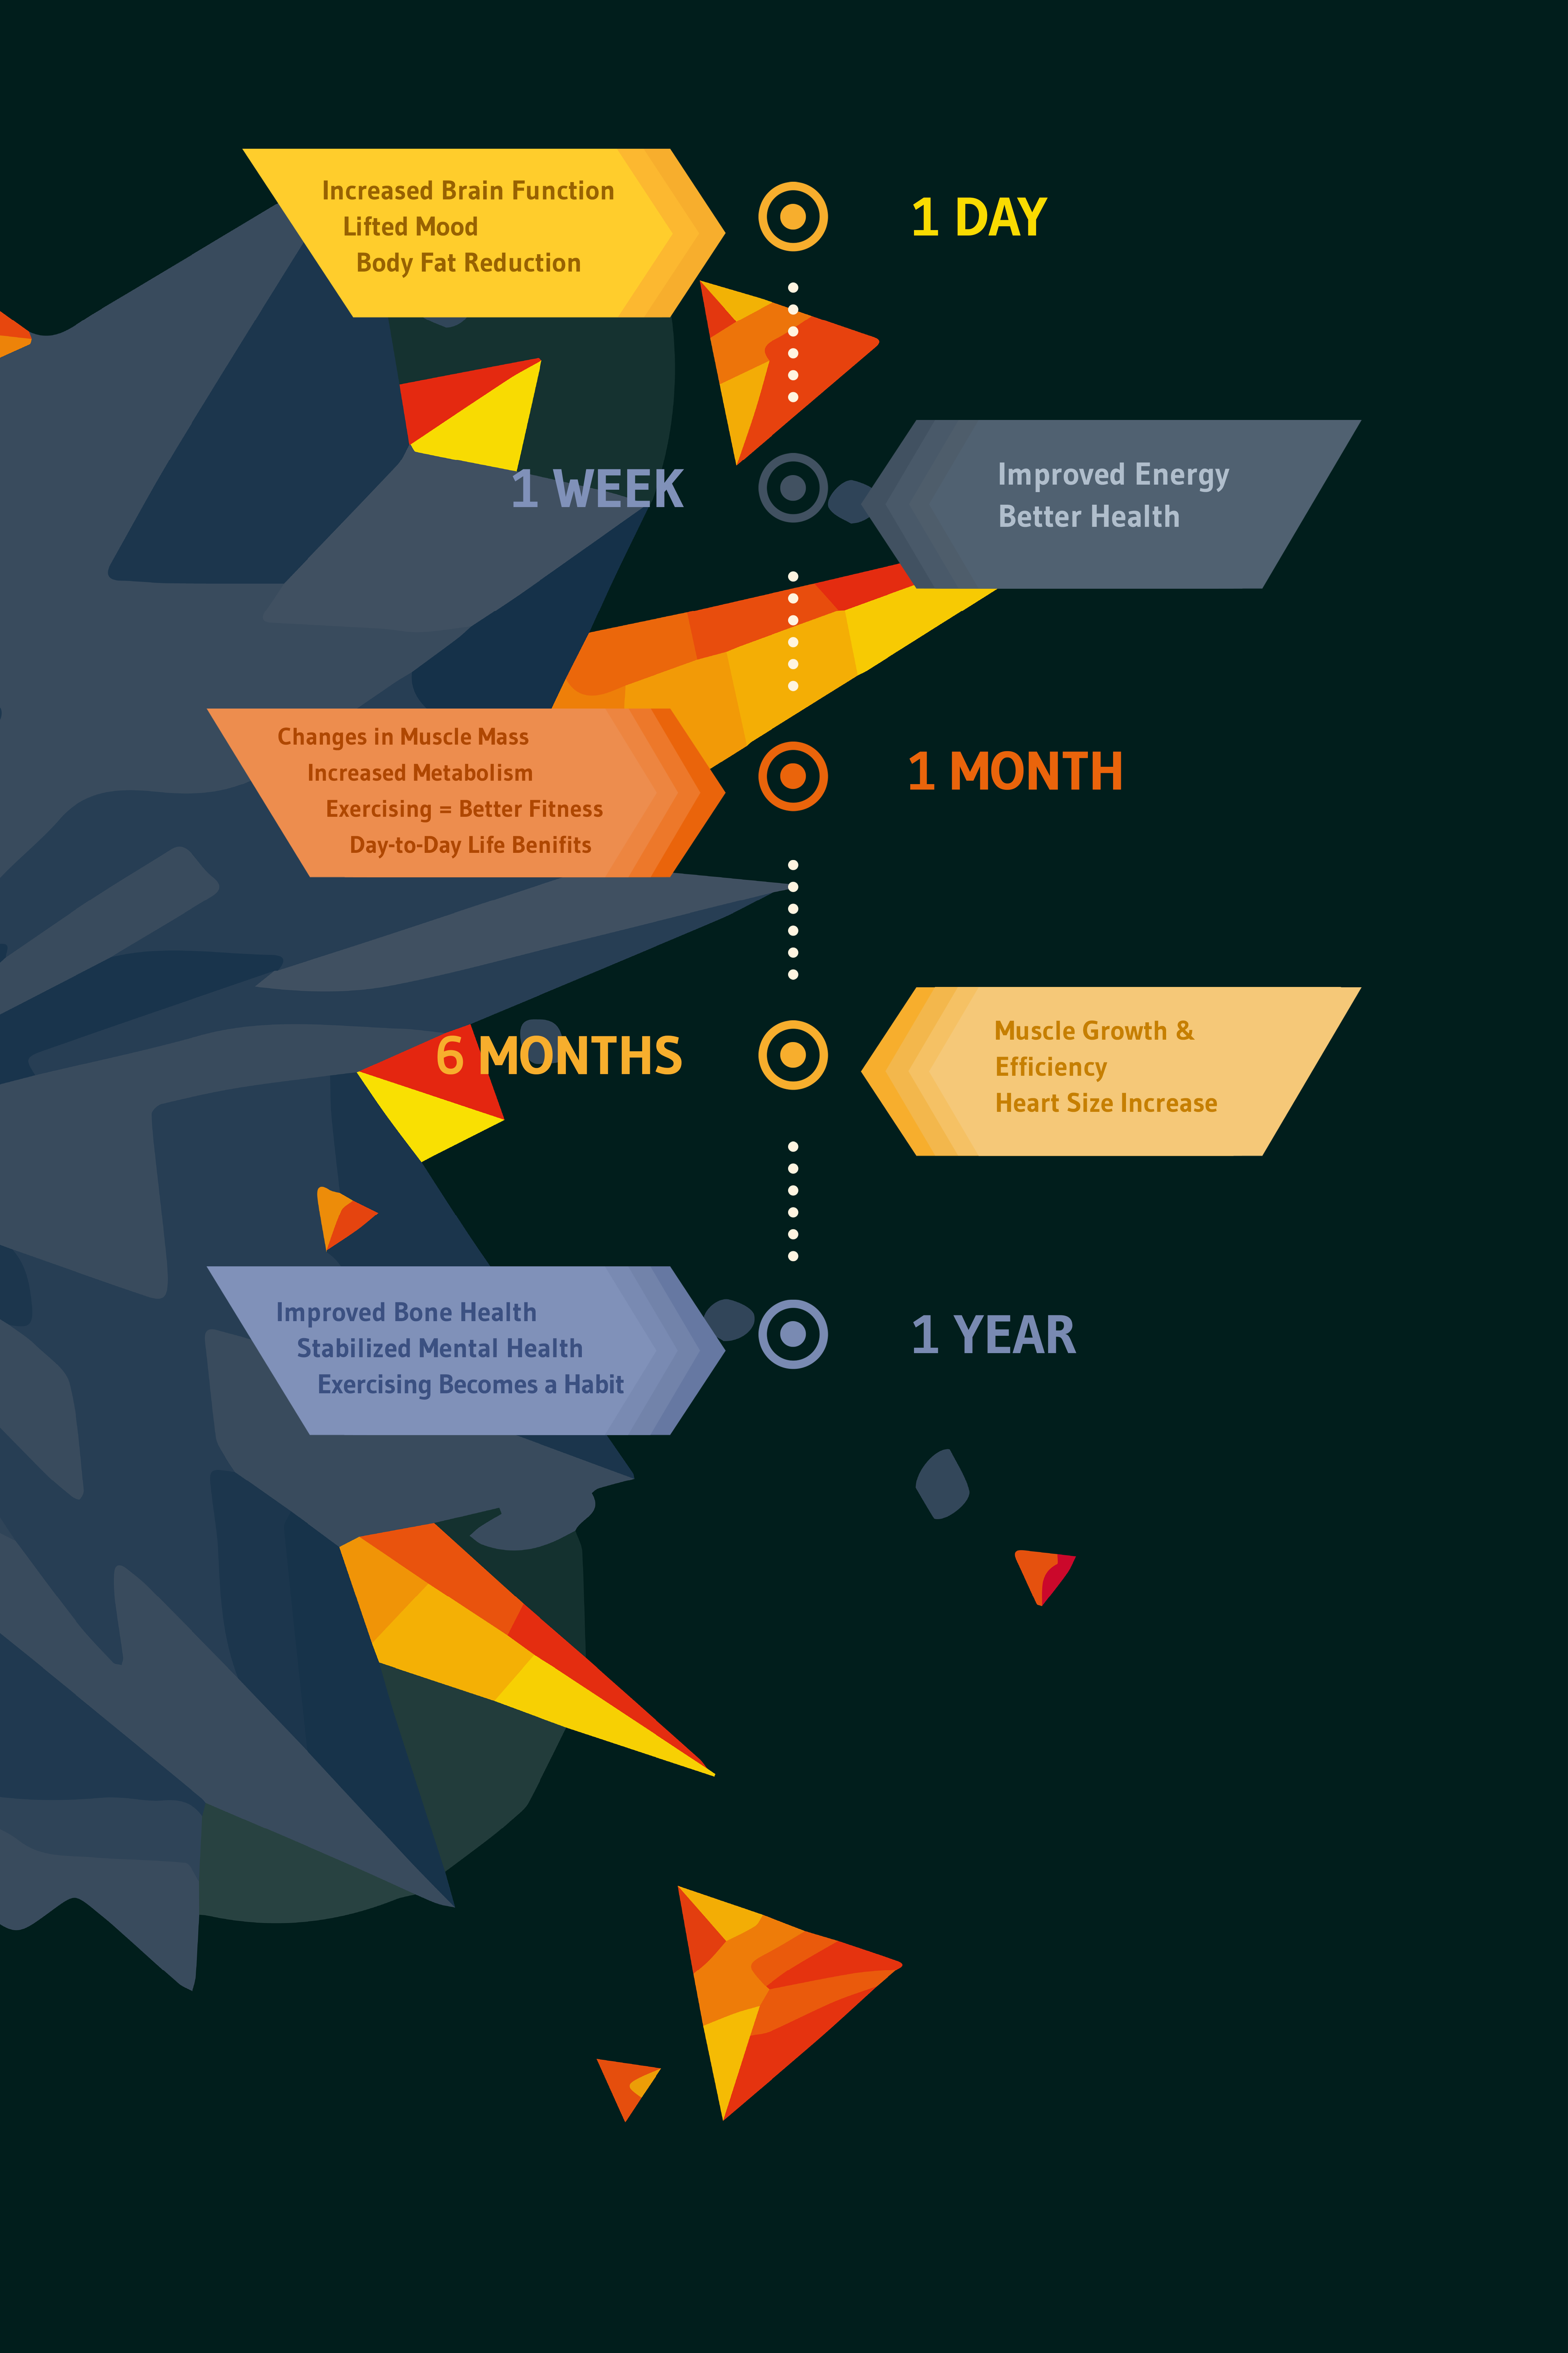 Increased Brain Function
Lifted Mood
Body Fat Reduction
1 DAY
1 WEEK
Improved Energy
Better Health
Changes in Muscle Mass
Increased Metabolism
Exercising = Better Fitness
Day-to-Day Life Benifits
1 MONTH
6 MONTHS
Muscle Growth &
Efficiency
Heart Size Increase
Improved Bone Health
Stabilized Mental Health
Exercising Becomes a Habit
1 YEAR